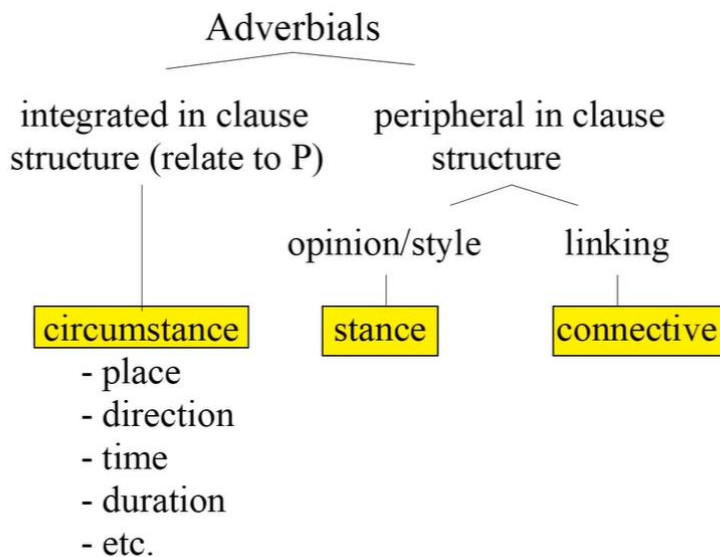 Adverbials
integrated in clause
structure (relate to P)
peripheral in clause
structure
opinion/style
linking
circumstance
stance
connective
- place
- direction
- time
- duration
- etc.